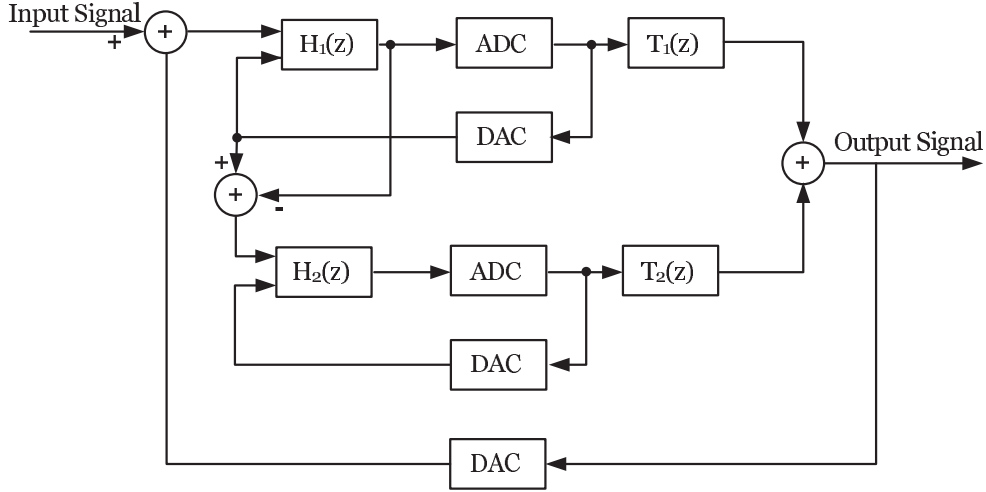 Input Signal
+
+
H₁(z)
ADC
T₁(z)
DAC
+
+
-
+
Output Signal
H₂(z)
ADC
T₂(z)
DAC
DAC